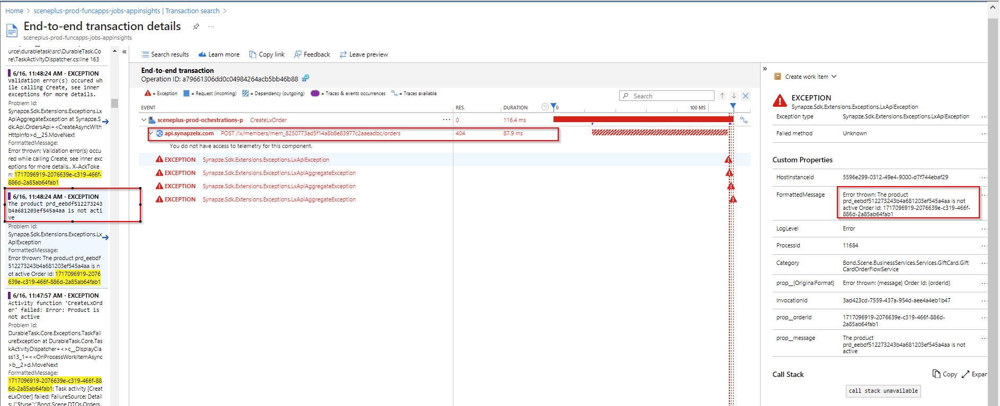 Home > sceneplus-prod-funcapps-jobs-appinsights | Transaction search >
End-to-end transaction details
sceneplus-prod-funcapps-jobs-appinsights
urce\durabletask\src\DurableTask.Co
re\TaskActivityDispatcher.cs:line 163
6/16, 11:48:24 AM - EXCEPTION
Validation error(s) occured wh
ile calling Create, see inner
exceptions for more details.
Problem Id:
Synapze.Sdk.Extensions.Exceptions.Lx
ApiAggregateException at Synapze.S
dk.Api.OrdersApi+<CreateAsyncWith
HttpInfo>d__25.MoveNext
FormattedMessage:
Error thrown: Validation error(s) occu
red while calling Create, see inner exc
eptions for more details.. X-AckToke
n: 1717096919-2076639e-c319-466f-
886d-2a85ab64fab1
6/16, 11:48:24 AM - EXCEPTION
The product prd_eebdf512273243
b4a681203ef545a4aa is not acti
ve
Problem Id:
Synapze.Sdk.Extensions.Exceptions.Lx
ApiException
FormattedMessage:
Error thrown: The product prd_eebdf
512273243b4a681203ef545a4aa is n
ot active Order Id: 1717096919-2076
639e-c319-466f-886d-2a85ab64fab1
6/16, 11:47:57 AM - EXCEPTION
Activity function 'CreateLxOrd
er' failed: Error: Product is
not active
Problem Id:
DurableTask.Core.Exceptions.TaskFail
ureException at DurableTask.Core.Tas
kActivityDispatcher+<>c__DisplayCla
ss13_1+<<OnProcessWorkItemAsync
>b__2>d.MoveNext
FormattedMessage:
1717096919-2076639e-c319-466f-88
6d-2a85ab64fab1: Task activity [Creat
eLxOrder] failed: FailureSource: Detail
s: {"$type":"Bond.Scene.DTOs.Orders.
Search results Learn more Copy link Feedback Leave preview
End-to-end transaction
Operation ID: a79661306dd0c04984264acb5bb46b88
= Exception = Request (incoming) = Dependency (outgoing) = Traces & events occurrences = Traces available
Search
EVENT RES. DURATION 0 100 MS
sceneplus-prod-ochestrations-p CreateLxOrder ... 0 116.4 ms
api.synapzelx.com POST /lx/members/mem_8250773ad5f14a8b8e83977c2aaeadbc/orders 404 87.9 ms
You do not have access to telemetry for this component.
EXCEPTION Synapze.Sdk.Extensions.Exceptions.LxApiException
EXCEPTION Synapze.Sdk.Extensions.Exceptions.LxApiAggregateException
EXCEPTION Synapze.Sdk.Extensions.Exceptions.LxApiAggregateException
EXCEPTION Synapze.Sdk.Extensions.Exceptions.LxApiAggregateException
Create work item
EXCEPTION
Synapze.Sdk.Extensions.Exceptions.LxApiException
Exception type Synapze.Sdk.Extensions.Exceptions.LxApiException
Failed method Unknown
Custom Properties
HostInstanceId 5596e299-0312-49e4-9000-d7f744ebaf29
FormattedMessage Error thrown: The product
prd_eebdf512273243b4a681203ef545a4aa is not
active Order Id: 1717096919-2076639e-c319-466f-
886d-2a85ab64fab1
LogLevel Error
ProcessId 11684
Category Bond.Scene.BusinessServices.Services.GiftCard.Gift
CardOrderFlowService
prop__{OriginalFormat} Error thrown: {message} Order Id: {orderId}
InvocationId 3ad423cd-7559-437a-954d-aee4a4eb1b47
prop__orderId 1717096919-2076639e-c319-466f-886d-
2a85ab64fab1
prop__message The product
prd_eebdf512273243b4a681203ef545a4aa is not
active
Call Stack Copy Expar
call stack unavailable